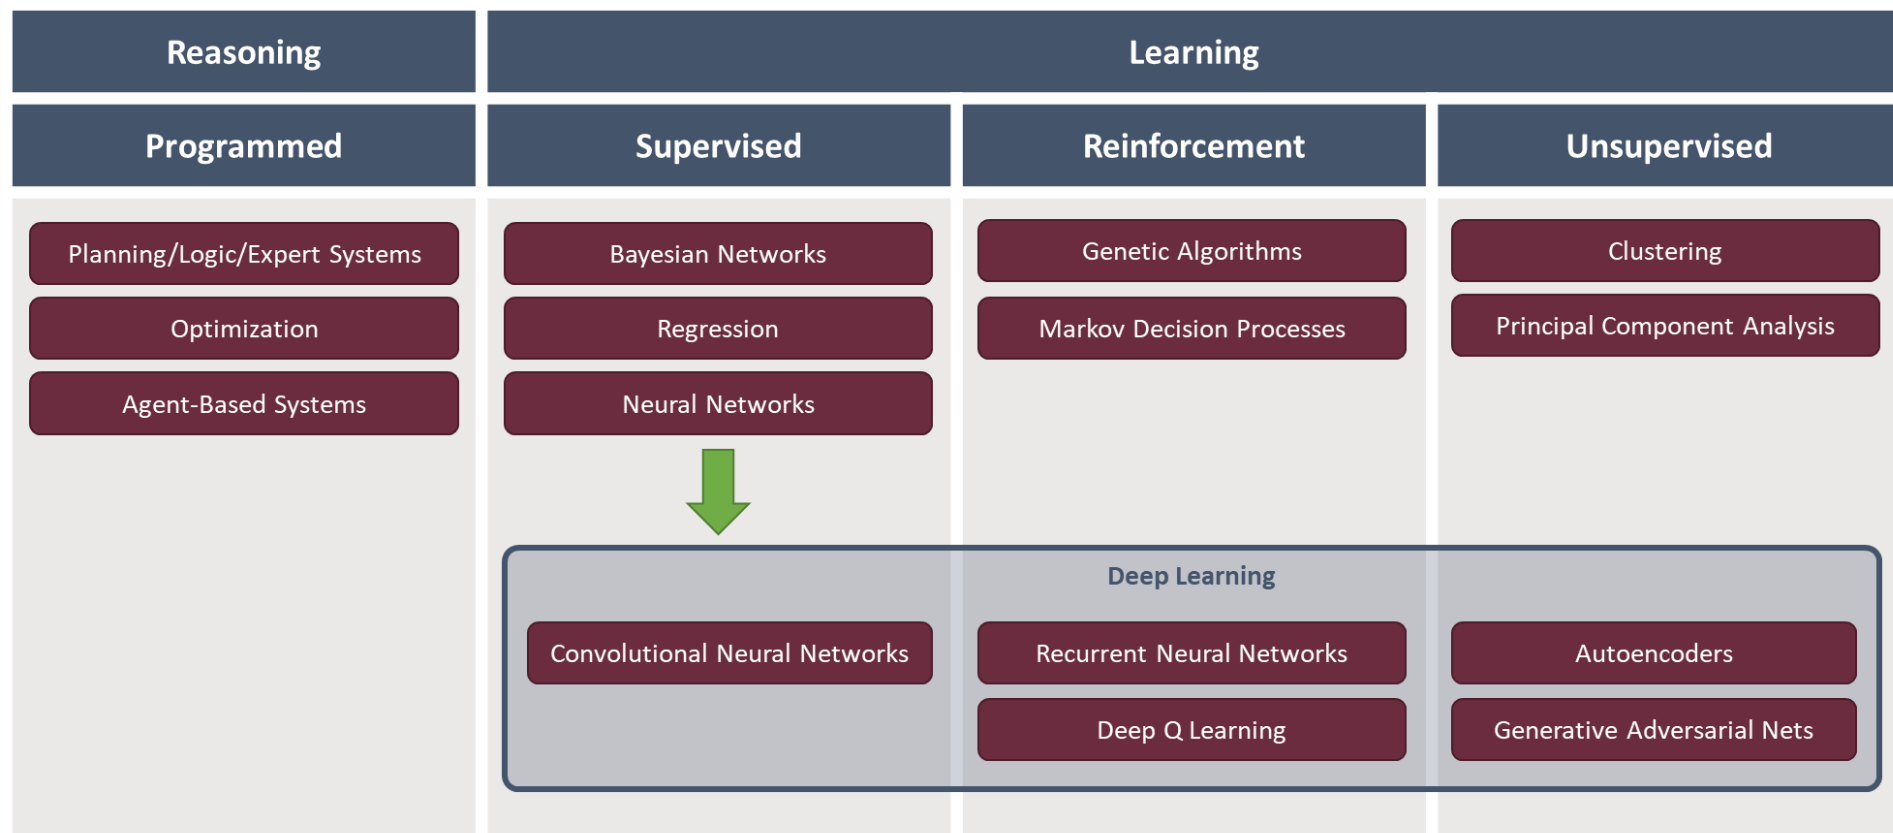 Reasoning
Learning
Programmed
Supervised
Reinforcement
Unsupervised
Planning/Logic/Expert Systems
Optimization
Agent-Based Systems
Bayesian Networks
Regression
Neural Networks
Genetic Algorithms
Markov Decision Processes
Clustering
Principal Component Analysis
Deep Learning
Convolutional Neural Networks
Recurrent Neural Networks
Deep Q Learning
Autoencoders
Generative Adversarial Nets